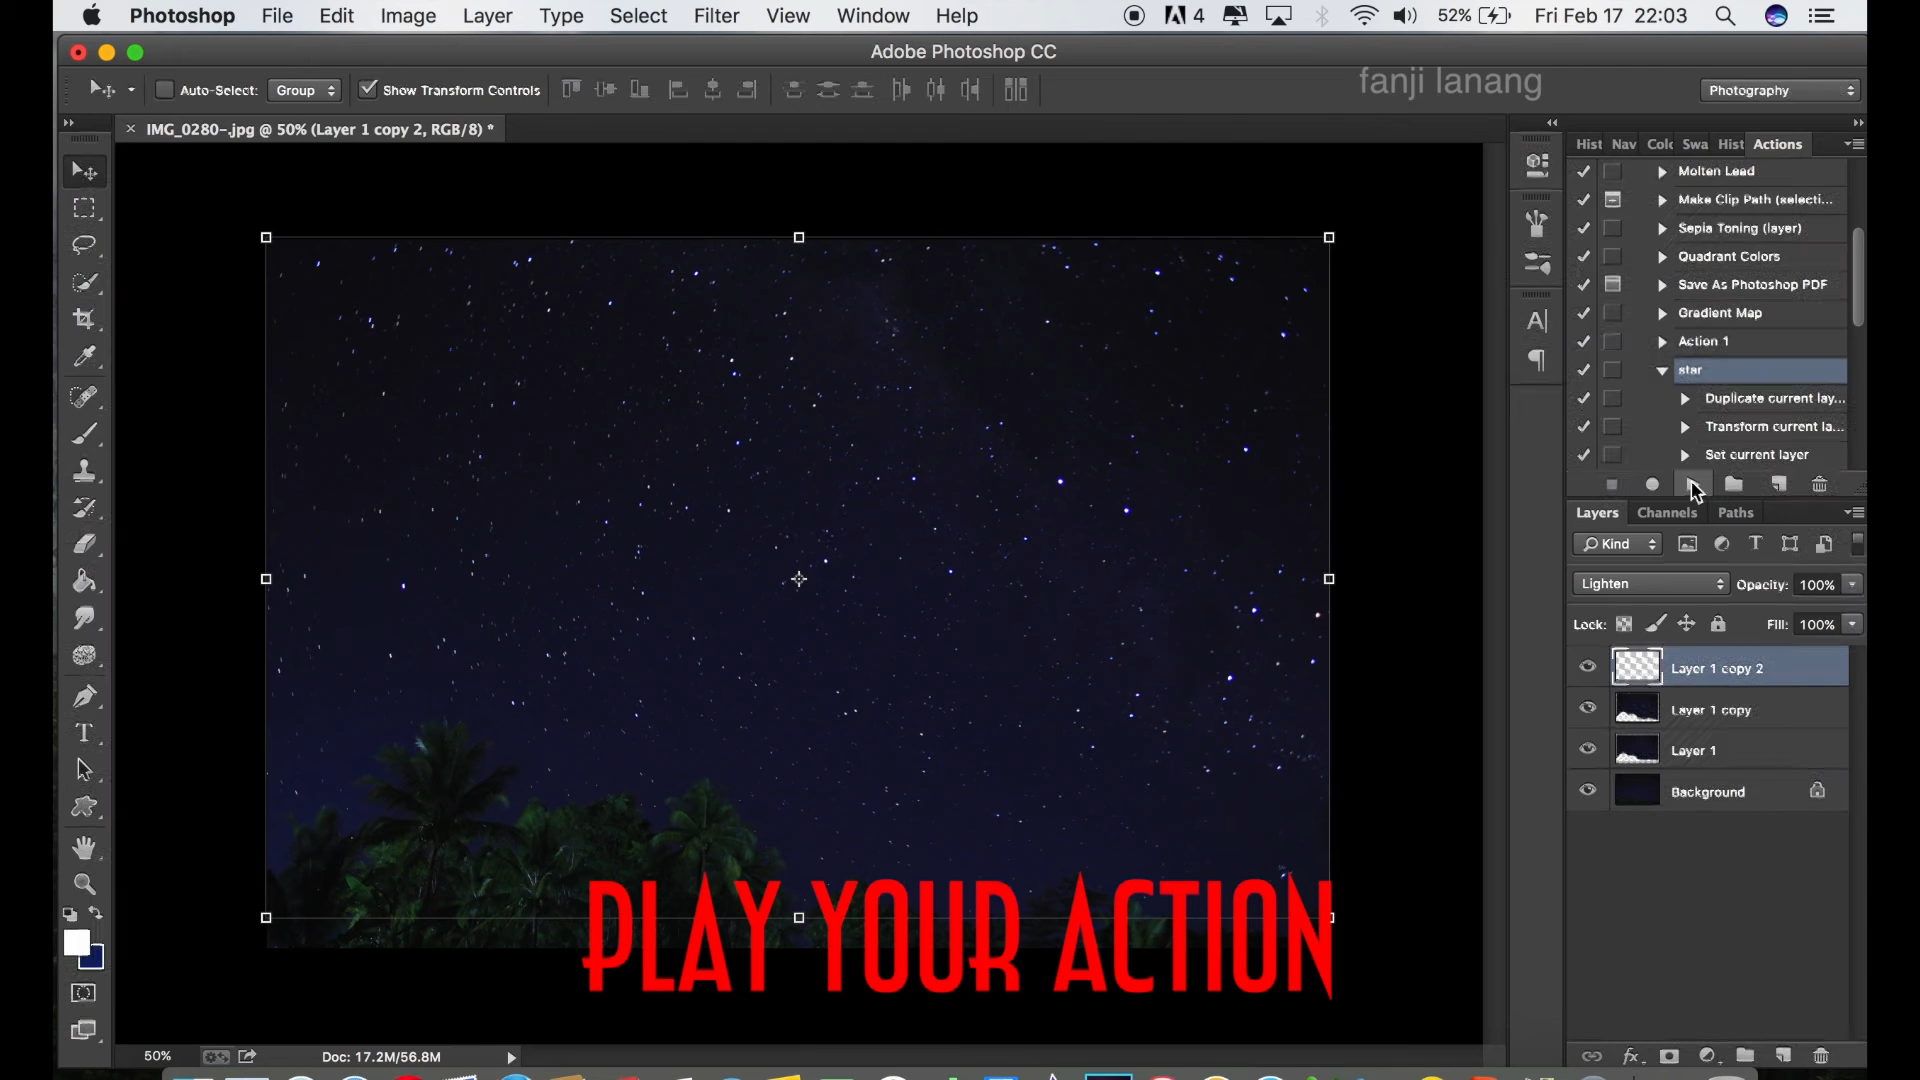 Photoshop File Edit Image Layer Type Select Filter View Window Help 4 52% Fri Feb 17 22:03
Adobe Photoshop CC
fanji lanang
Auto-Select: Group Show Transform Controls Photography
× IMG_0280-.jpg @ 50% (Layer 1 copy 2, RGB/8) *
Hist Nav Colc Swa Hist Actions
Molten Lead
Make Clip Path (selecti...
Sepia Toning (layer)
Quadrant Colors
Save As Photoshop PDF
Gradient Map
Action 1
star
Duplicate current lay...
Transform current la...
Set current layer
Layers Channels Paths
Kind
Lighten Opacity: 100%
Lock: Fill: 100%
Layer 1 copy 2
Layer 1 copy
Layer 1
Background
PLAY YOUR ACTION
50% Doc: 17.2M/56.8M